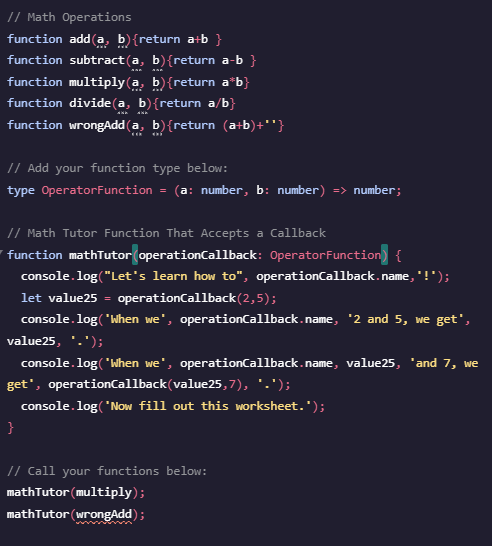 // Math Operations
function add(a, b){return a+b }
function subtract(a, b){return a-b }
function multiply(a, b){return a*b}
function divide(a, b){return a/b}
function wrongAdd(a, b){return (a+b)+''}
// Add your function type below:
type OperatorFunction = (a: number, b: number) => number;
// Math Tutor Function That Accepts a Callback
function mathTutor(operationCallback: OperatorFunction) {
console.log("Let's learn how to", operationCallback.name,'!');
let value25 = operationCallback(2,5);
console.log('When we', operationCallback.name, '2 and 5, we get',
value25, '.');
console.log('When we', operationCallback.name, value25, 'and 7, we
get', operationCallback(value25,7), '.');
console.log('Now fill out this worksheet.');
}
// Call your functions below:
mathTutor(multiply);
mathTutor(wrongAdd);